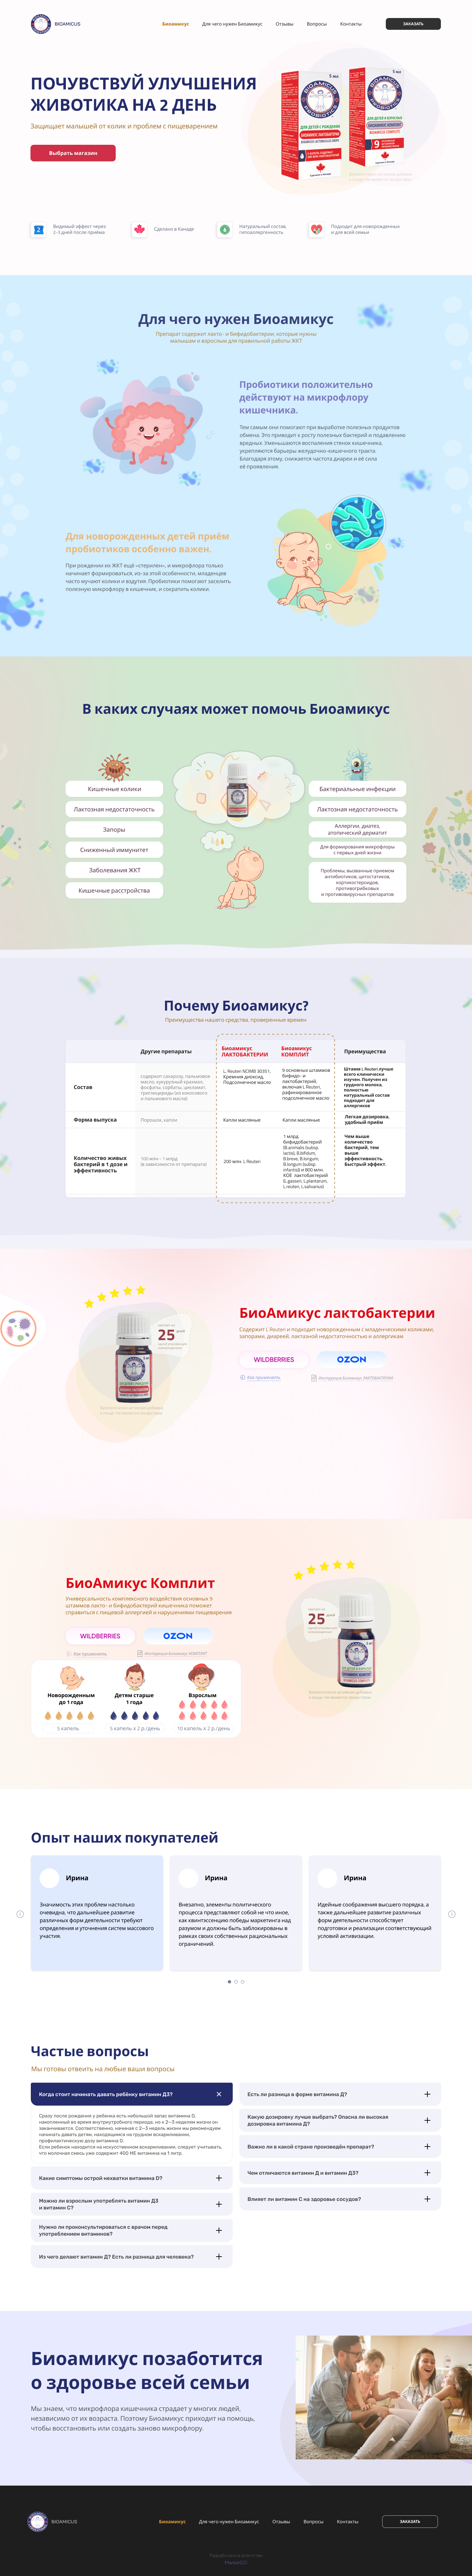 BIOAMICUS
Биоамикус
Для чего нужен Биоамикус
Отзывы
Вопросы
Контакты
ЗАКАЗАТЬ
ПОЧУВСТВУЙ УЛУЧШЕНИЯ
ЖИВОТИКА НА 2 ДЕНЬ
Защищает малышей от колик и проблем с пищеварением
Выбрать магазин
Видимый эффект через
2-3 дней после приёма
Сделано в Канаде
Натуральный состав,
гипоаллергенность
Подходит для новорожденных
и для всей семьи
Для чего нужен Биоамикус
Препарат содержит лакто- и бифидобактерии, которые нужны
малышам и взрослым для правильной работы ЖКТ
Пробиотики положительно
действуют на микрофлору
кишечника.
Тем самым они помогают при выработке полезных продуктов
обмена. Это приводит к росту полезных бактерий и подавлению
вредных. Уменьшаются воспаления стенок кишечника,
укрепляются барьеры желудочно-кишечного тракта.
Благодаря этому, снижается частота диареи и её сила
её проявления.
Для новорожденных детей приём
пробиотиков особенно важен.
При рождении их ЖКТ ещё «стерилен», и микрофлора только
начинает формироваться, из-за этой особенности, младенцев
часто мучают колики и вздутия. Пробиотики помогают заселить
полезную микрофлору в кишечник, и сократить колики.
В каких случаях может помочь Биоамикус
Кишечные колики
Лактозная недостаточность
Запоры
Сниженный иммунитет
Заболевания ЖКТ
Кишечные расстройства
Бактериальные инфекции
Лактозная недостаточность
Аллергии, диатез,
атопический дерматит
Для формирования микрофлоры
с первых дней жизни
Проблемы, вызванные приемом
антибиотиков, цитостатиков,
кортикостероидов,
противогрибковых
и противовирусных препаратов
Почему Биоамикус?
Преимущества нашего средства, проверенные времен
Другие препараты
Биоамикус
ЛАКТОБАКТЕРИИ
Биоамикус
КОМПЛИТ
Преимущества
Состав
содержит сахарозу, пальмовое
масло, кукурузный крахмал,
фосфаты, сорбаты, цикламат,
триглицериды (из кокосового
и пальмового масла)
L. Reuteri NCIMB 30351,
Кремния диоксид,
Подсолнечное масло
9 основных штаммов
бифидо- и
лактобактерий,
включая L Reuteri,
рафинированное
подсолнечное масло
Штамм L Reuteri лучше
всего клинически
изучен. Получен из
грудного молока,
полностью
натуральный состав
подходит для
аллергиков
Форма выпуска
Порошок, капли
Капли масляные
Капли масляные
Легкая дозировка,
удобный приём
Количество живых
бактерий в 1 дозе и
эффективность
100 млн - 1 млрд
(в зависимости от препарата)
200 млн L Reuteri
1 млрд
бифидобактерий
(B.animalis (subsp.
lactis), B.bifidum,
B.breve, B.longum,
B.longum (subsp.
infantis)) и 800 млн.
КОЕ лактобактерий
(L.gasseri, L.plantarum,
L.reuteri, L.salivarius)
Чем выше
количество
бактерий, тем
выше
эффективность.
Быстрый эффект.
БиоАмикус лактобактерии
Содержит L Reuteri и подходит новорожденным с младенческими коликами,
запорами, диареей, лактазной недостаточностью и аллергикам
WILDBERRIES
OZON
Как применять
Инструкция Биоамикус ЛАКТОБАКТЕРИИ
25 дней
БиоАмикус Комплит
Универсальность комплексного воздействия основных 9
штаммов лакто- и бифидобактерий кишечника поможет
справиться с пищевой аллергией и нарушениями пищеварения
WILDBERRIES
OZON
Как применять
Инструкция Биоамикус КОМПЛИТ
Новорожденным
до 1 года
5 капель
Детям старше
1 года
5 капель х 2 р./день
Взрослым
10 капель х 2 р./день
25 дней
Опыт наших покупателей
Ирина
Значимость этих проблем настолько
очевидна, что дальнейшее развитие
различных форм деятельности требуют
определения и уточнения систем массового
участия.
Ирина
Внезапно, элементы политического
процесса представляют собой не что иное,
как квинтэссенцию победы маркетинга над
разумом и должны быть заблокированы в
рамках своих собственных рациональных
ограничений.
Ирина
Идейные соображения высшего порядка, а
также дальнейшее развитие различных
форм деятельности способствует
подготовки и реализации соответствующий
условий активизации.
Частые вопросы
Мы готовы отвеить на любые ваши вопросы
Когда стоит начинать давать ребёнку витамин Д3?
Сразу после рождения у ребенка есть небольшой запас витамина D,
накопленный во время внутриутробного периода, но к 2–3 неделям жизни он
заканчивается. Соответственно, начиная с 2–3 недель жизни мы рекомендуем
начинать давать детям, находящимся на грудном вскармливании,
профилактическую дозу витамина D.
Если ребенок находится на искусственном вскармливании, следует учитывать,
что молочная смесь уже содержит 400 МЕ витамина на 1 литр.
Какие симптомы острой нехватки витамина D?
Можно ли взрослым употреблять витамин Д3
и витамин С?
Нужно ли проконсультироваться с врачом перед
употреблением витаминов?
Из чего делают витамин Д? Есть ли разница для человека?
Есть ли разница в форме витамина Д?
Какую дозировку лучше выбрать? Опасна ли высокая
дозировка витамина Д?
Важно ли в какой стране произведён препарат?
Чем отличаются витамин Д и витамин Д3?
Влияет ли витамин С на здоровье сосудов?
Биоамикус позаботится
о здоровье всей семьи
Мы знаем, что микрофлора кишечника страдает у многих людей,
независимо от их возраста. Поэтому Биоамикус приходит на помощь,
чтобы восстановить или создать заново микрофлору.
BIOAMICUS
Биоамикус
Для чего нужен Биоамикус
Отзывы
Вопросы
Контакты
ЗАКАЗАТЬ